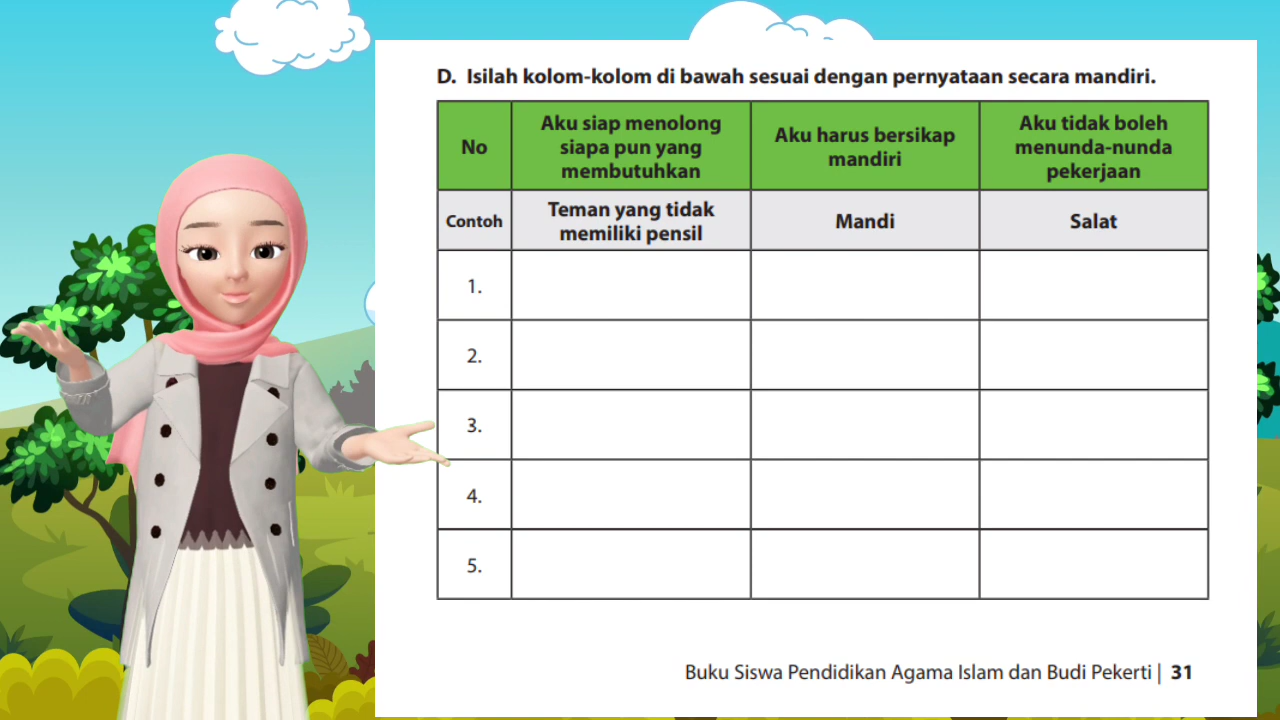 D. Isilah kolom-kolom di bawah sesuai dengan pernyataan secara mandiri.
No
Aku siap menolong
siapa pun yang
membutuhkan
Aku harus bersikap
mandiri
Aku tidak boleh
menunda-nunda
pekerjaan
Contoh
Teman yang tidak
memiliki pensil
Mandi
Salat
1.
2.
3.
4.
5.
Buku Siswa Pendidikan Agama Islam dan Budi Pekerti | 31